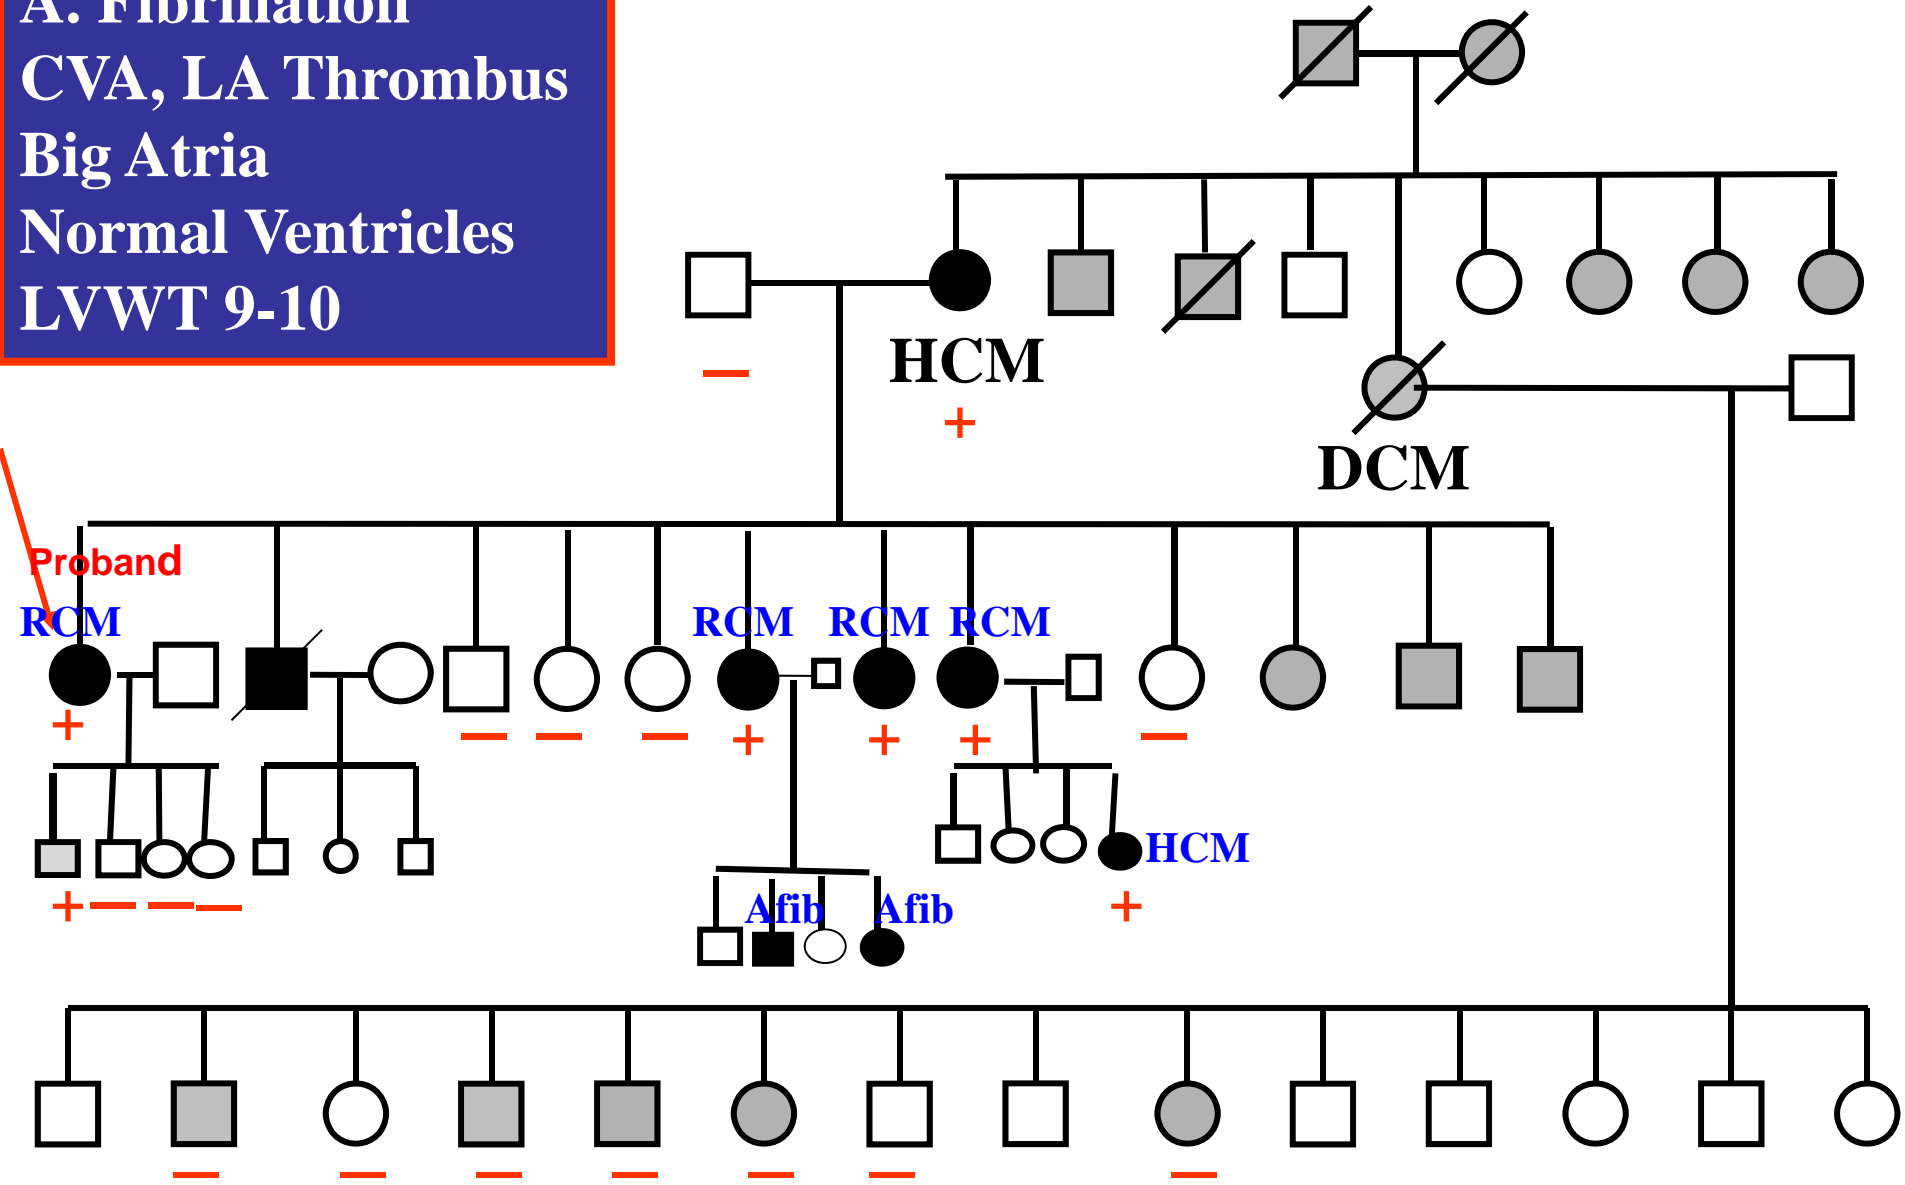 A. Fibrillation
CVA, LA Thrombus
Big Atria
Normal Ventricles
LVWT 9-10
HCM
+
DCM
Proband
RCM
RCM
RCM
RCM
+
+
+
+
HCM
+
+
Afib
Afib